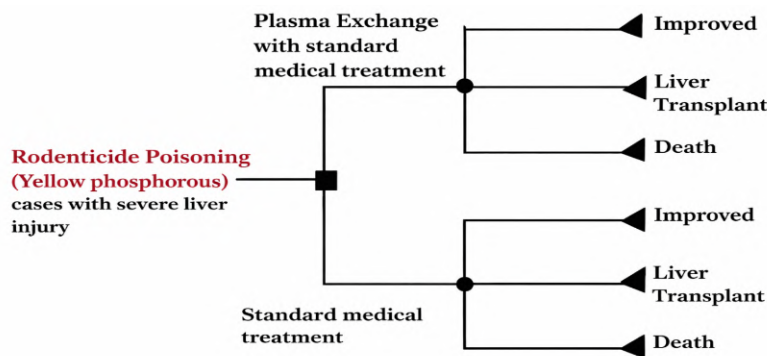 Plasma Exchange
with standard
medical treatment
Improved
Liver
Transplant
Death
Rodenticide Poisoning
(Yellow phosphorous)
cases with severe liver
injury
Improved
Liver
Transplant
Death
Standard medical
treatment